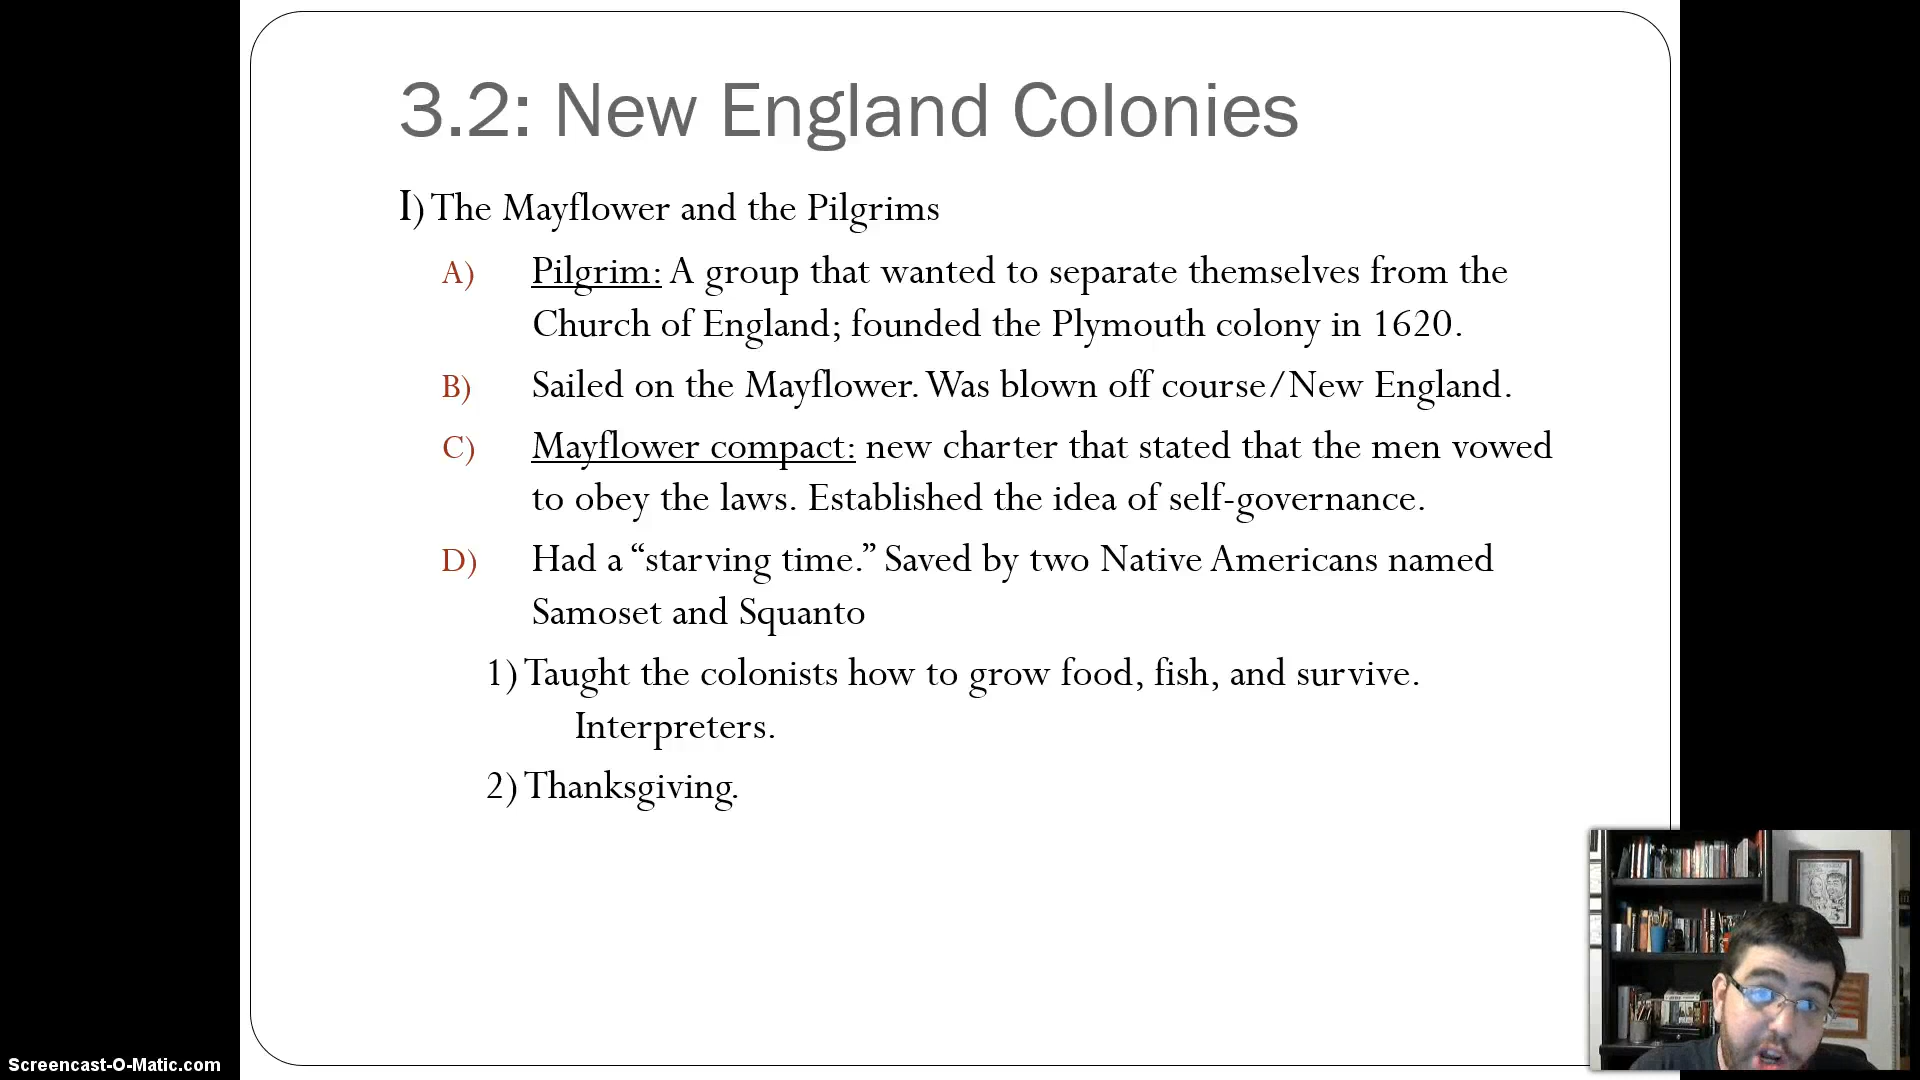 3.2: New England Colonies
I) The Mayflower and the Pilgrims
A) Pilgrim: A group that wanted to separate themselves from the
Church of England; founded the Plymouth colony in 1620.
B) Sailed on the Mayflower. Was blown off course/New England.
C) Mayflower compact: new charter that stated that the men vowed
to obey the laws. Established the idea of self-governance.
D) Had a “starving time.” Saved by two Native Americans named
Samoset and Squanto
1) Taught the colonists how to grow food, fish, and survive.
Interpreters.
2) Thanksgiving.
Screencast-O-Matic.com